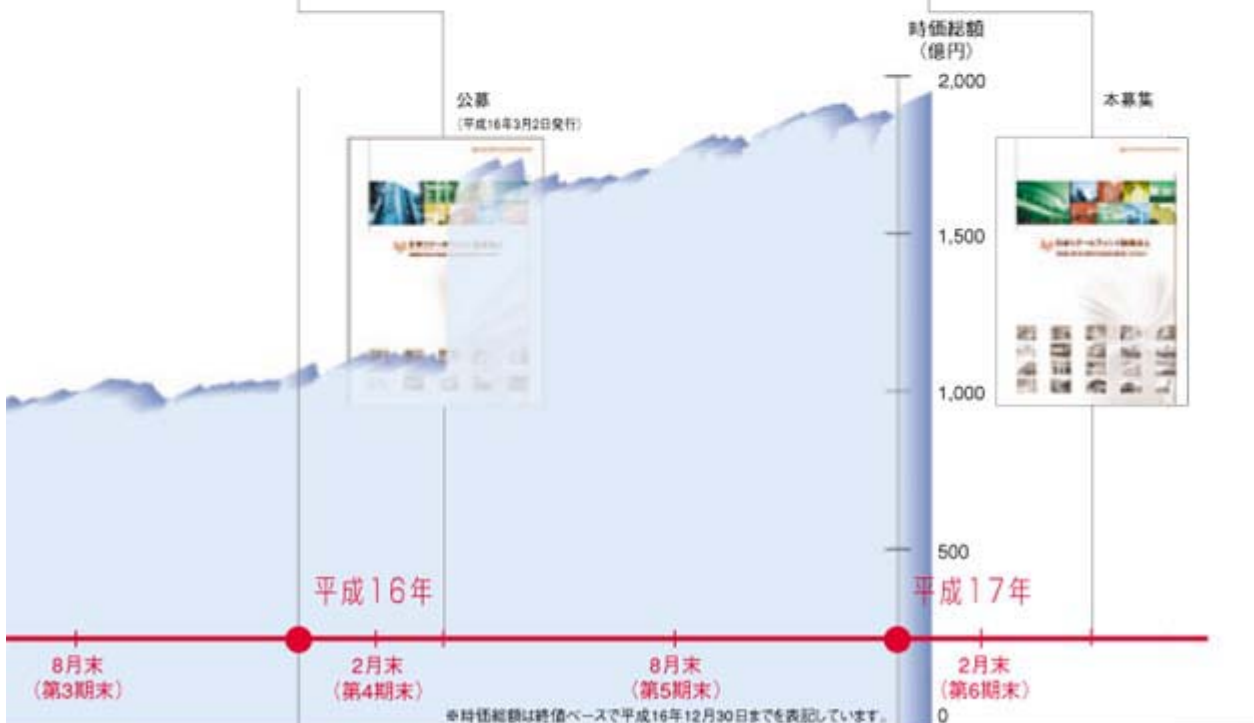 時価総額
（億円）
2,000
公募
（平成16年3月2日発行）
本募集
1,500
1,000
500
平成16年
平成17年
8月末
（第3期末）
2月末
（第4期末）
8月末
（第5期末）
2月末
（第6期末）
※時価総額は終値ベースで平成16年12月30日までを表記しています。
0